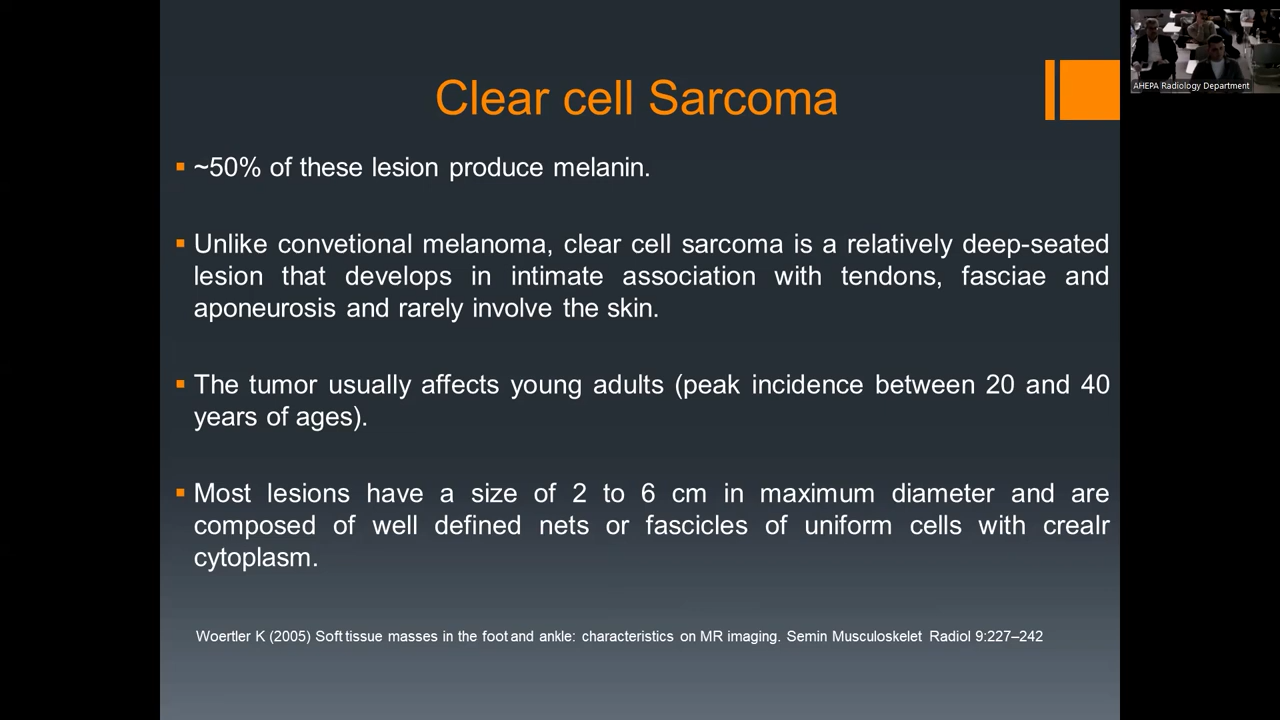 Clear cell Sarcoma
AHEPA Radiology Department
~50% of these lesion produce melanin.
Unlike convetional melanoma, clear cell sarcoma is a relatively deep-seated
lesion that develops in intimate association with tendons, fasciae and
aponeurosis and rarely involve the skin.
The tumor usually affects young adults (peak incidence between 20 and 40
years of ages).
Most lesions have a size of 2 to 6 cm in maximum diameter and are
composed of well defined nets or fascicles of uniform cells with crealr
cytoplasm.
Woertler K (2005) Soft tissue masses in the foot and ankle: characteristics on MR imaging. Semin Musculoskelet Radiol 9:227–242